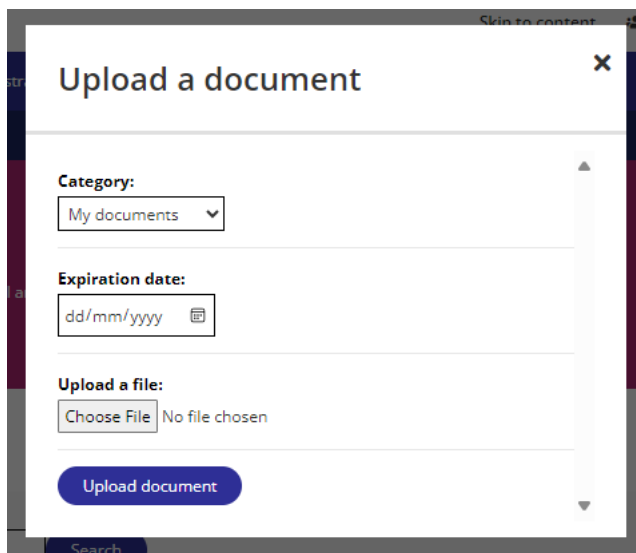 Skip to content
Upload a document
Category:
My documents
Expiration date:
dd/mm/yyyy
Upload a file:
Choose File No file chosen
Upload document
Search